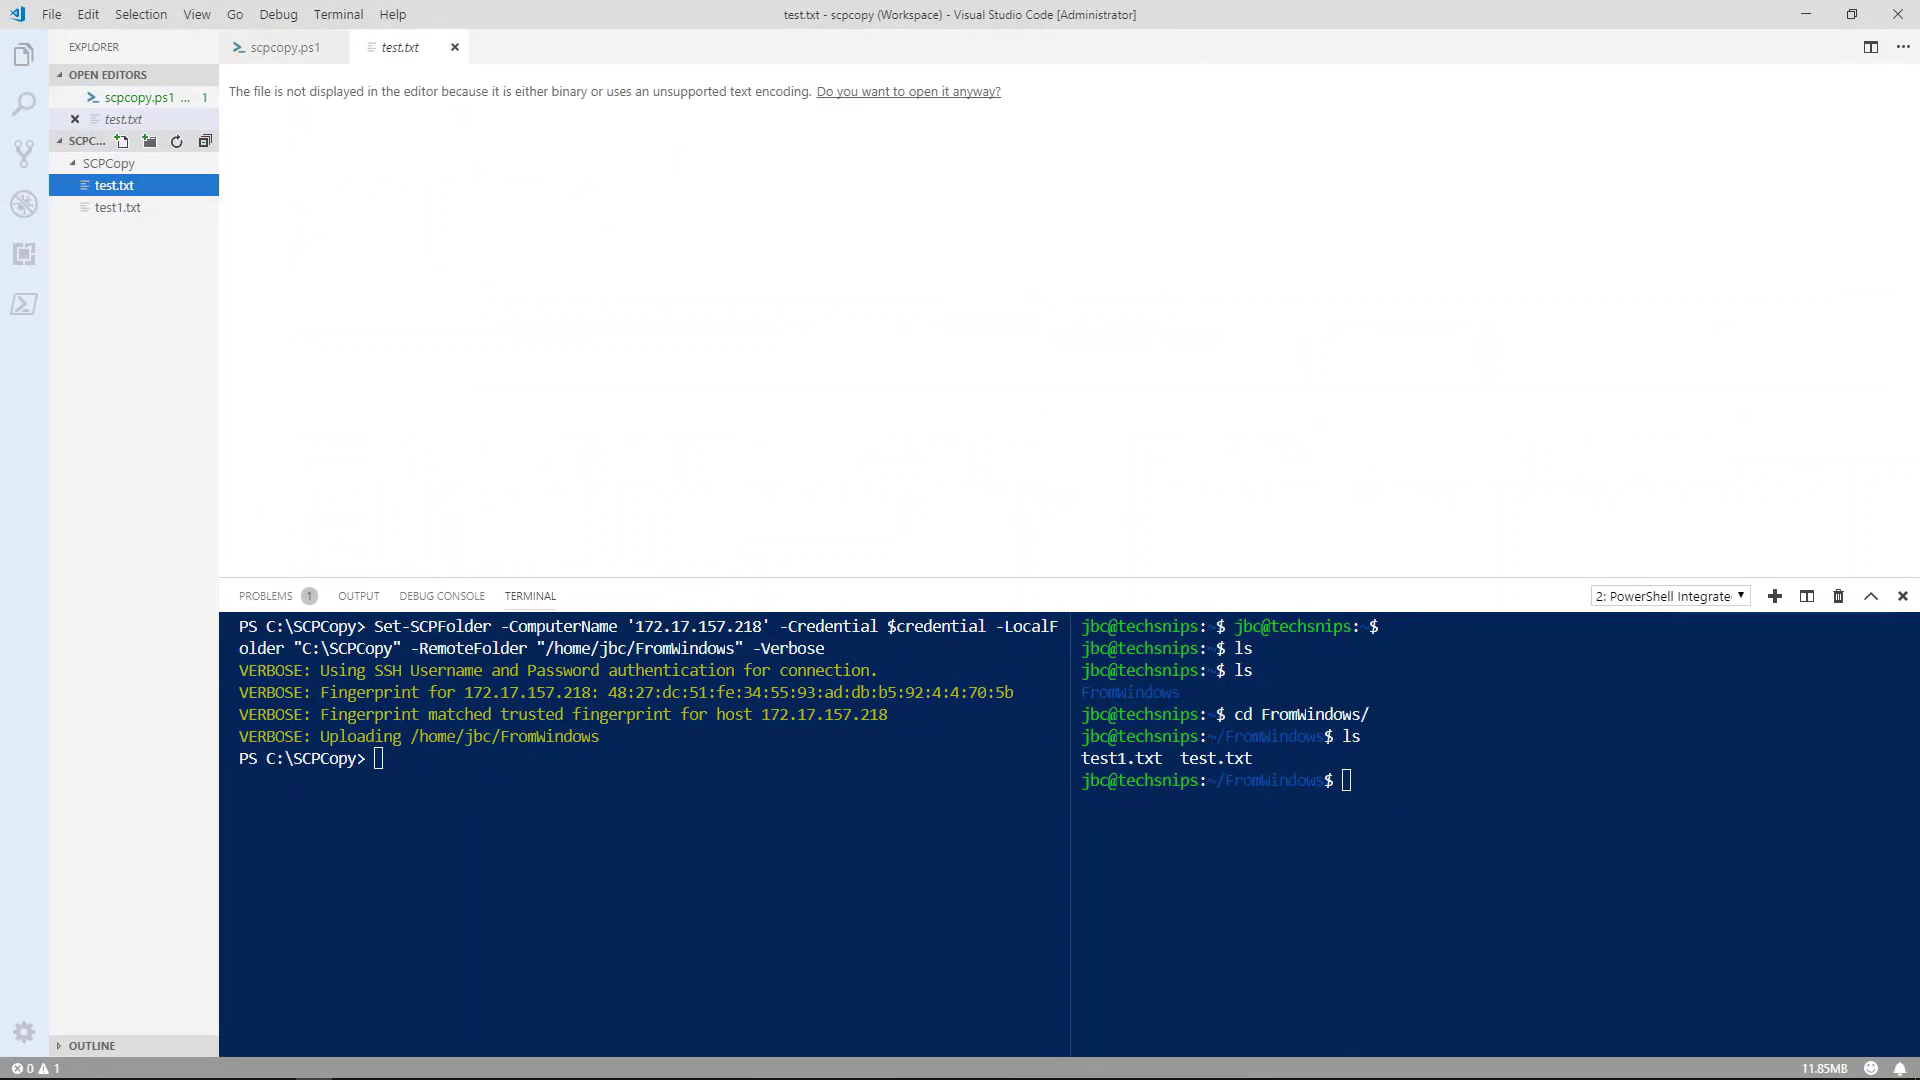 File Edit Selection View Go Debug Terminal Help
test.txt - scpcopy (Workspace) - Visual Studio Code [Administrator]
EXPLORER
OPEN EDITORS
scpcopy.ps1 ... 1
test.txt
SCPC...
SCPCopy
test.txt
test1.txt
OUTLINE
scpcopy.ps1
test.txt
The file is not displayed in the editor because it is either binary or uses an unsupported text encoding. Do you want to open it anyway?
PROBLEMS 1 OUTPUT DEBUG CONSOLE TERMINAL
2: PowerShell Integrate
PS C:\SCPCopy> Set-SCPFolder -ComputerName '172.17.157.218' -Credential $credential -LocalF
older "C:\SCPCopy" -RemoteFolder "/home/jbc/FromWindows" -Verbose
VERBOSE: Using SSH Username and Password authentication for connection.
VERBOSE: Fingerprint for 172.17.157.218: 48:27:dc:51:fe:34:55:93:ad:db:b5:92:4:4:70:5b
VERBOSE: Fingerprint matched trusted fingerprint for host 172.17.157.218
VERBOSE: Uploading /home/jbc/FromWindows
PS C:\SCPCopy>
jbc@techsnips:~$ jbc@techsnips:~$
jbc@techsnips:~$ ls
jbc@techsnips:~$ ls
FromWindows
jbc@techsnips:~$ cd FromWindows/
jbc@techsnips:~/FromWindows$ ls
test1.txt test.txt
jbc@techsnips:~/FromWindows$
0 1
11.85MB